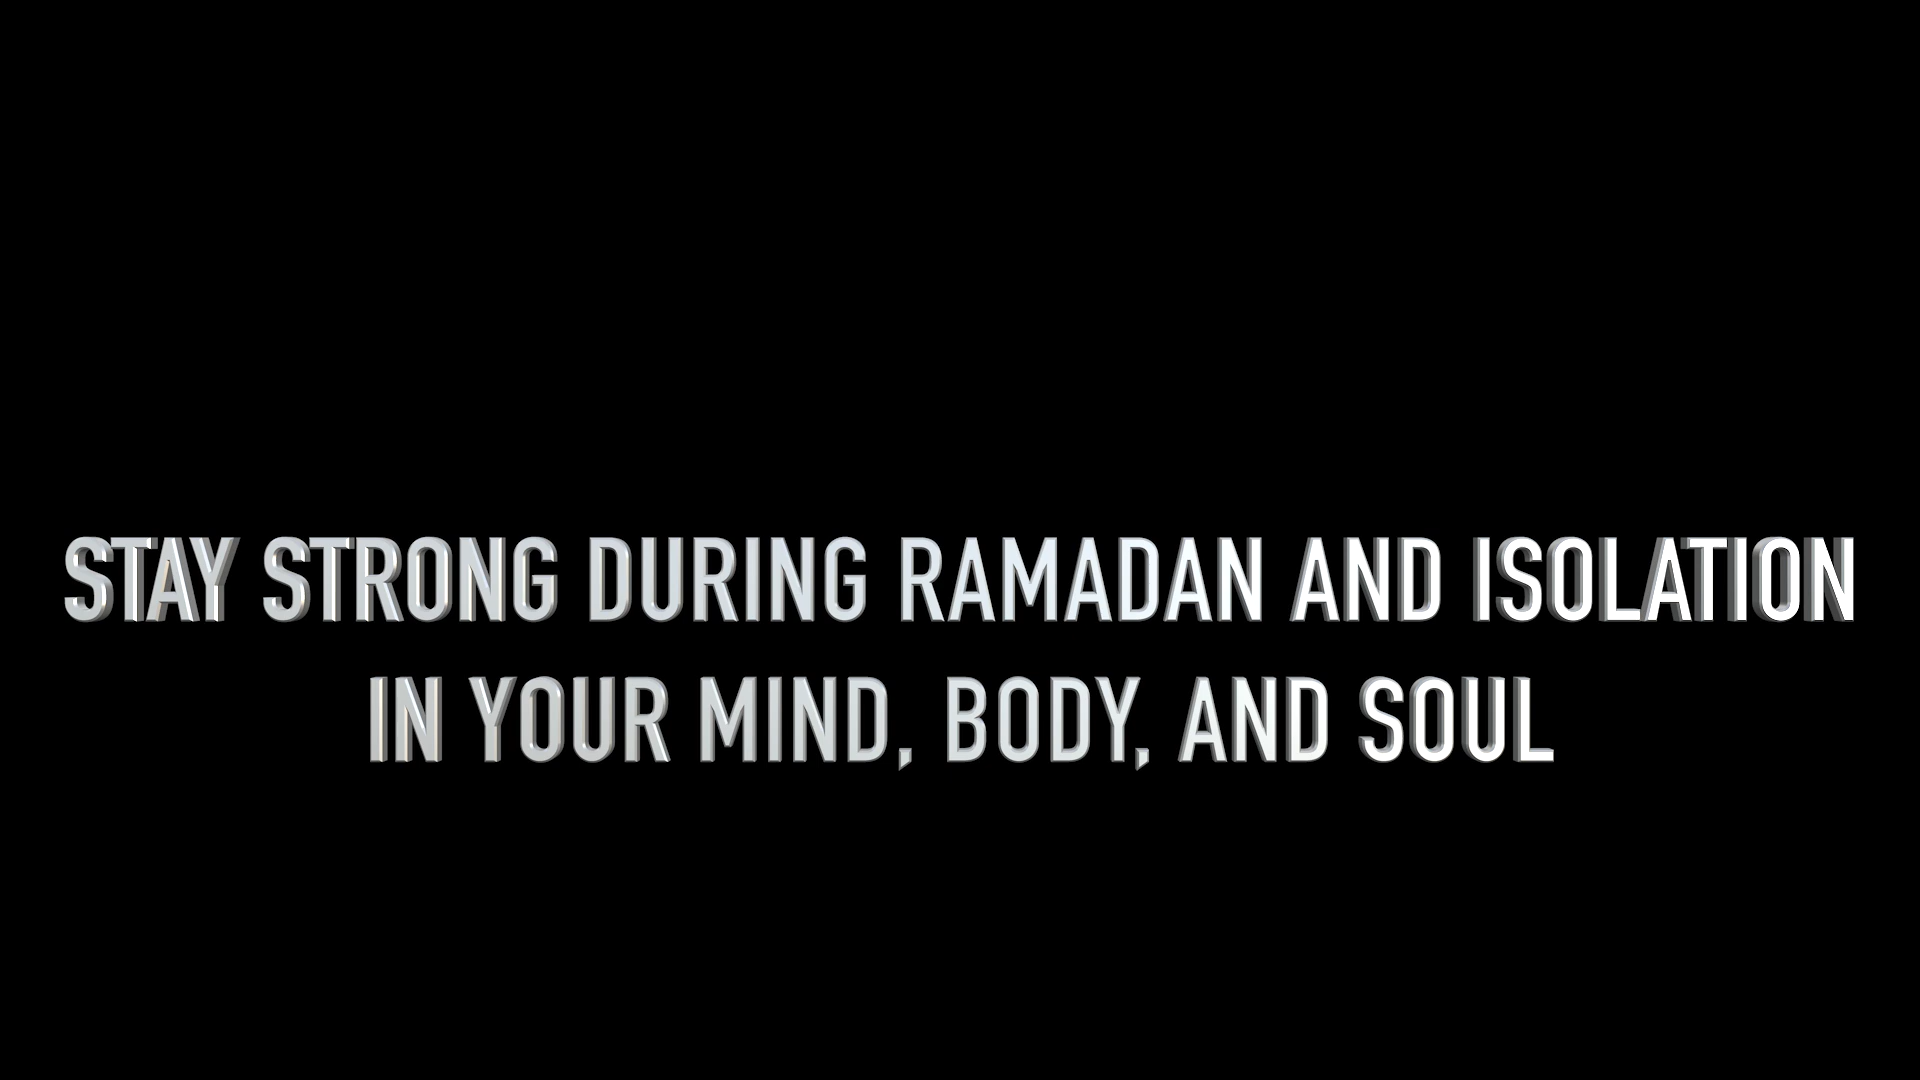 STAY STRONG DURING RAMADAN AND ISOLATION
IN YOUR MIND, BODY, AND SOUL